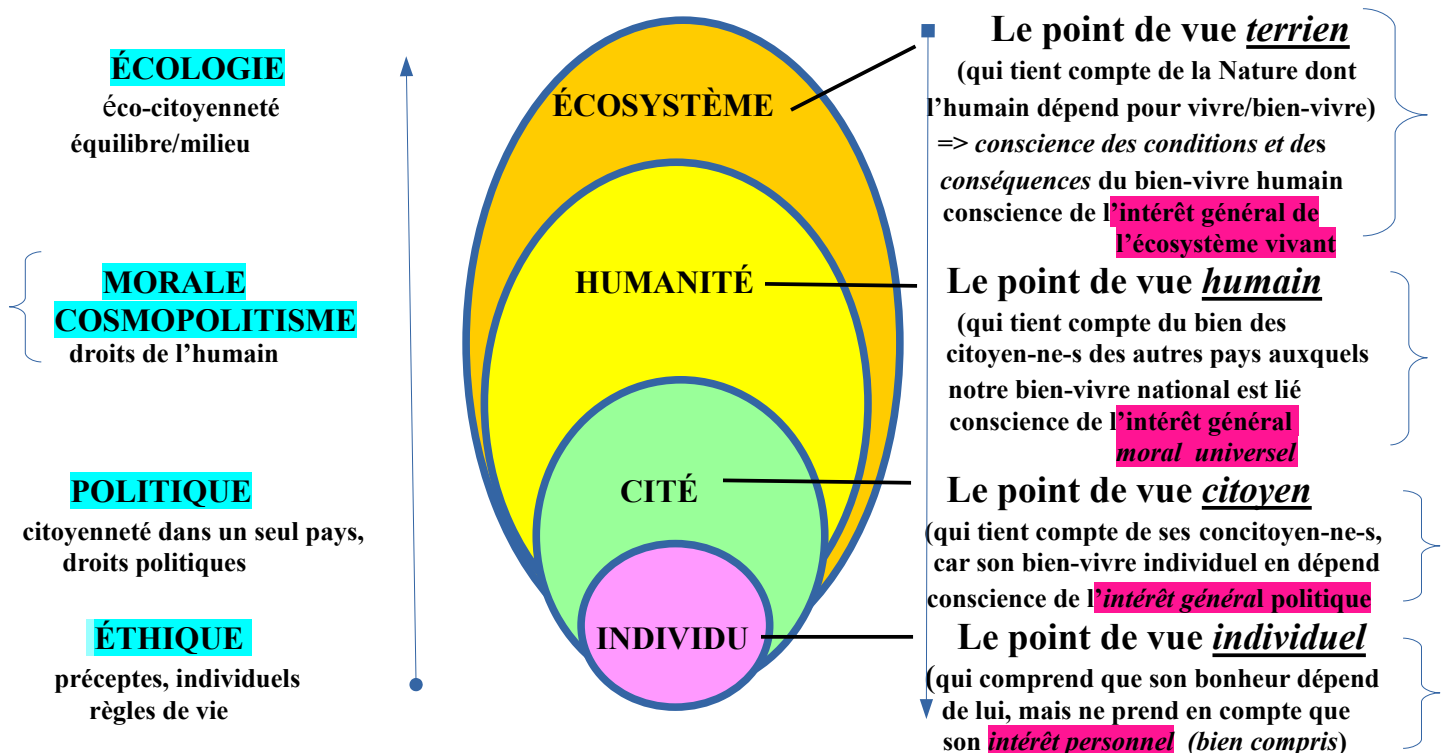 ÉCOLOGIE
éco-citoyenneté
équilibre/milieu
MORALE
COSMOPOLITISME
droits de l’humain
POLITIQUE
citoyenneté dans un seul pays,
droits politiques
ÉTHIQUE
préceptes, individuels
règles de vie
ÉCOSYSTÈME
HUMANITÉ
CITÉ
INDIVIDU
Le point de vue terrien
(qui tient compte de la Nature dont
l’humain dépend pour vivre/bien-vivre)
=> conscience des conditions et des
conséquences du bien-vivre humain
conscience de l’intérêt général de
l’écosystème vivant
Le point de vue humain
(qui tient compte du bien des
citoyen-ne-s des autres pays auxquels
notre bien-vivre national est lié
conscience de l’intérêt général
moral universel
Le point de vue citoyen
(qui tient compte de ses concitoyen-ne-s,
car son bien-vivre individuel en dépend
conscience de l’intérêt général politique
Le point de vue individuel
(qui comprend que son bonheur dépend
de lui, mais ne prend en compte que
son intérêt personnel (bien compris)